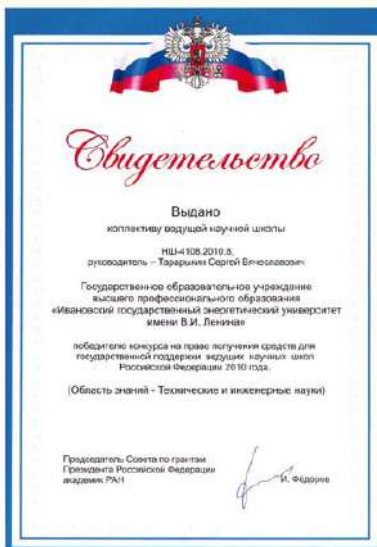 Свидетельство
Выдано
коллективу ведущей научной школы
НШ-4108.2010.8,
руководитель – Тарарыкин Сергей Вячеславович
Государственное образовательное учреждение
высшего профессионального образования
«Ивановский государственный энергетический университет
имени В.И. Ленина»
победителю конкурса на право получения средств для
государственной поддержки ведущих научных школ
Российской Федерации 2010 года.
(Область знаний - Технические и инженерные науки)
Председатель Совета по грантам
Президента Российской Федерации
академик РАН
И. Фёдоров